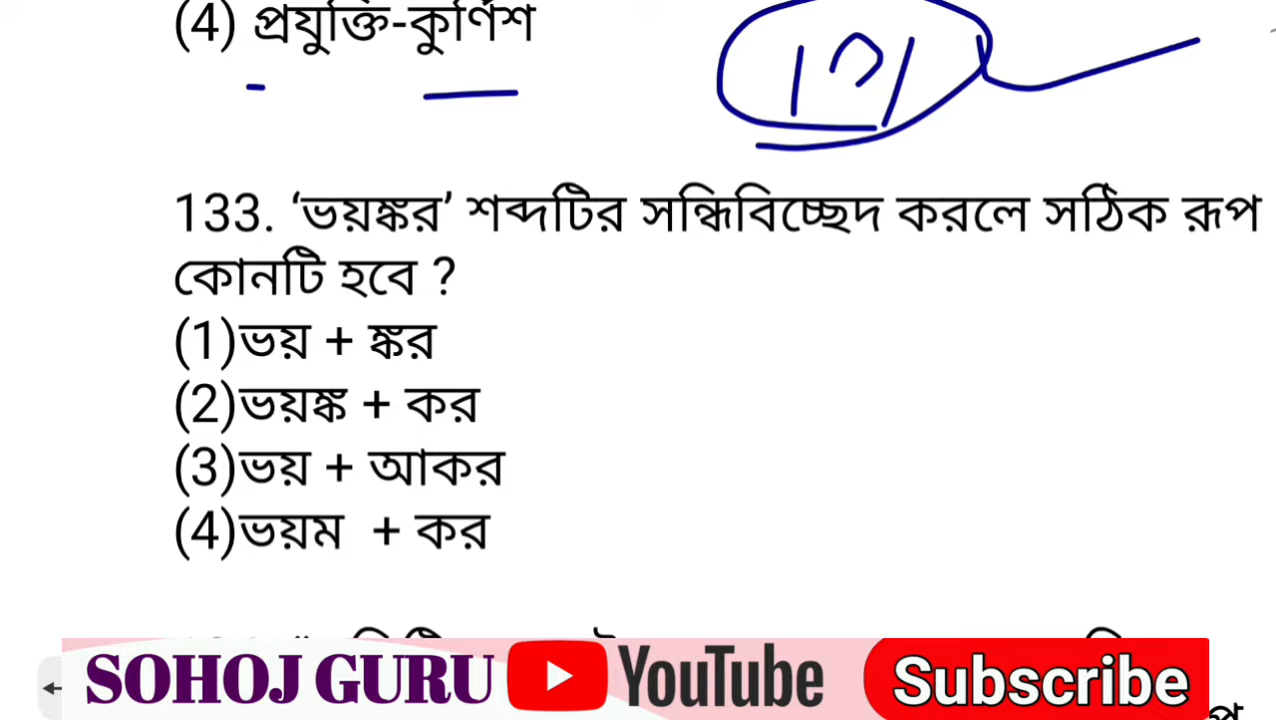 (4) প্রযুক্তি-কুর্ণিশ
133. ‘ভয়ঙ্কর’ শব্দটির সন্ধিবিচ্ছেদ করলে সঠিক রূপ
কোনটি হবে ?
(1)ভয় + ঙ্কর
(2)ভয়ঙ্ক + কর
(3)ভয় + আকর
(4)ভয়ম + কর
SOHOJ GURU YouTube Subscribe